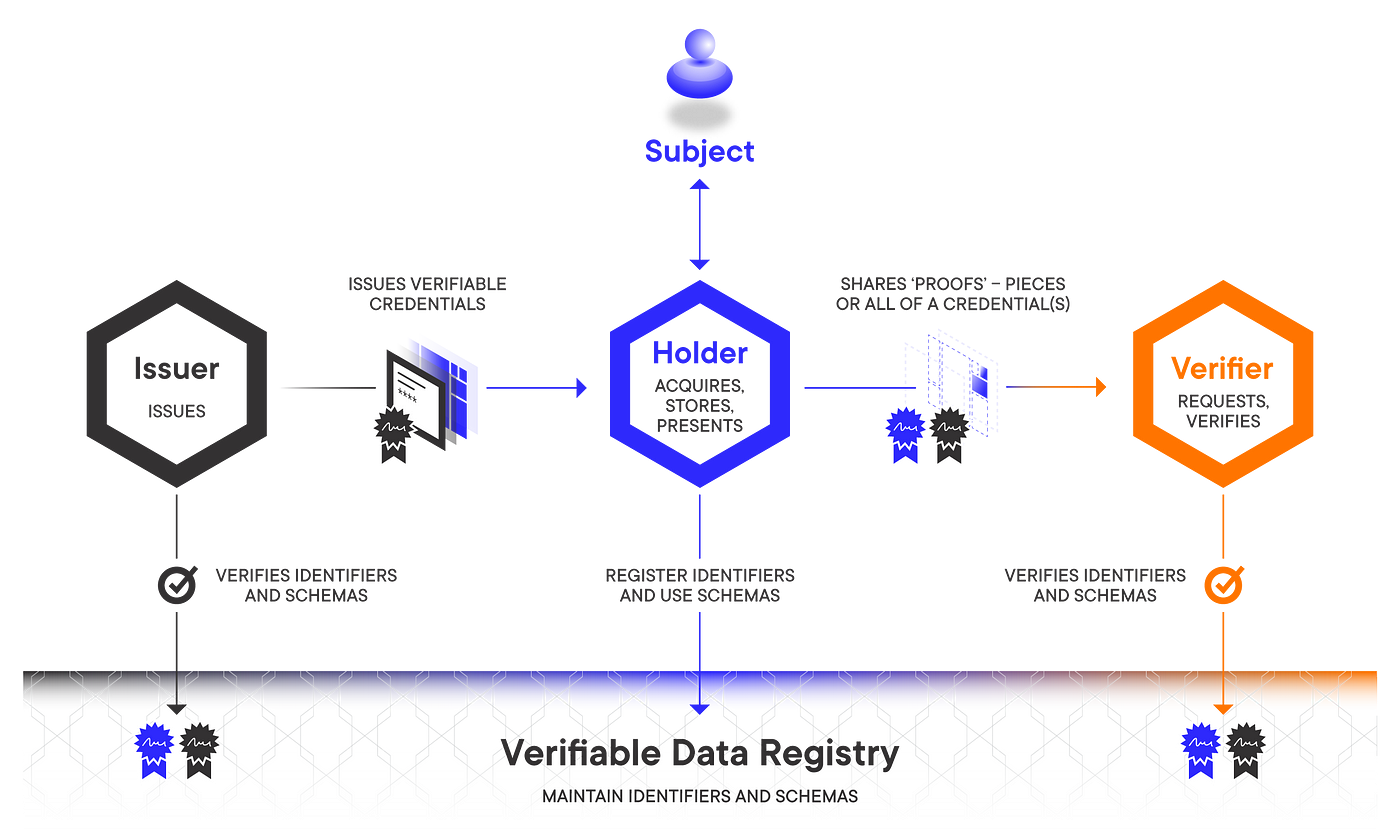 Subject
ISSUES VERIFIABLE
CREDENTIALS
SHARES ‘PROOFS’ – PIECES
OR ALL OF A CREDENTIAL(S)
Issuer
ISSUES
Holder
ACQUIRES,
STORES,
PRESENTS
Verifier
REQUESTS,
VERIFIES
VERIFIES IDENTIFIERS
AND SCHEMAS
REGISTER IDENTIFIERS
AND USE SCHEMAS
VERIFIES IDENTIFIERS
AND SCHEMAS
Verifiable Data Registry
MAINTAIN IDENTIFIERS AND SCHEMAS